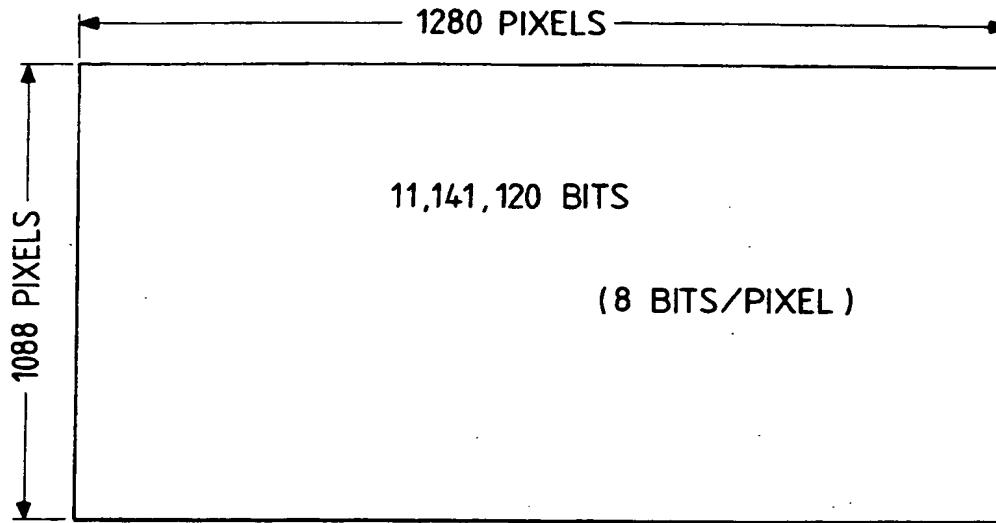 1280 PIXELS
1088 PIXELS
11,141,120 BITS
(8 BITS/PIXEL)